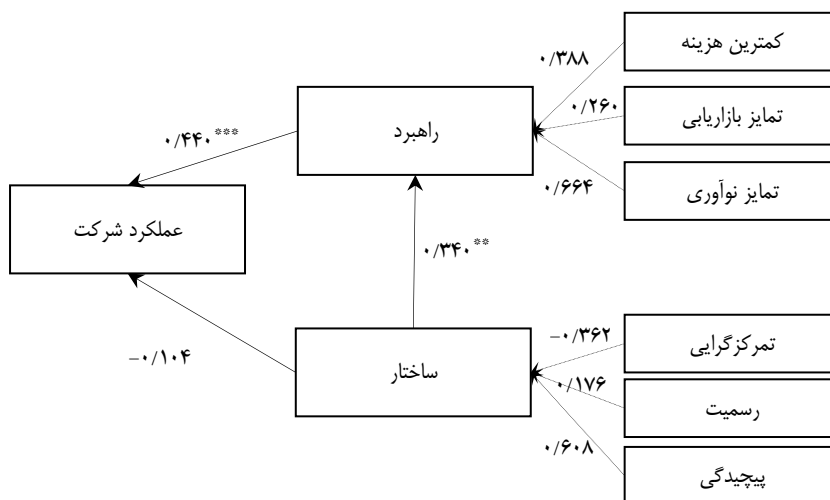 کمترین هزینه
۰/۳۸۸
تمایز بازاریابی
۰/۲۶۰
راهبرد
۰/۴۴۰***
تمایز نوآوری
۰/۶۶۴
عملکرد شرکت
۰/۳۴۰**
تمرکزگرایی
−۰/۳۶۲
−۰/۱۰۴
ساختار
۰/۱۷۶
رسمیت
۰/۶۰۸
پیچیدگی